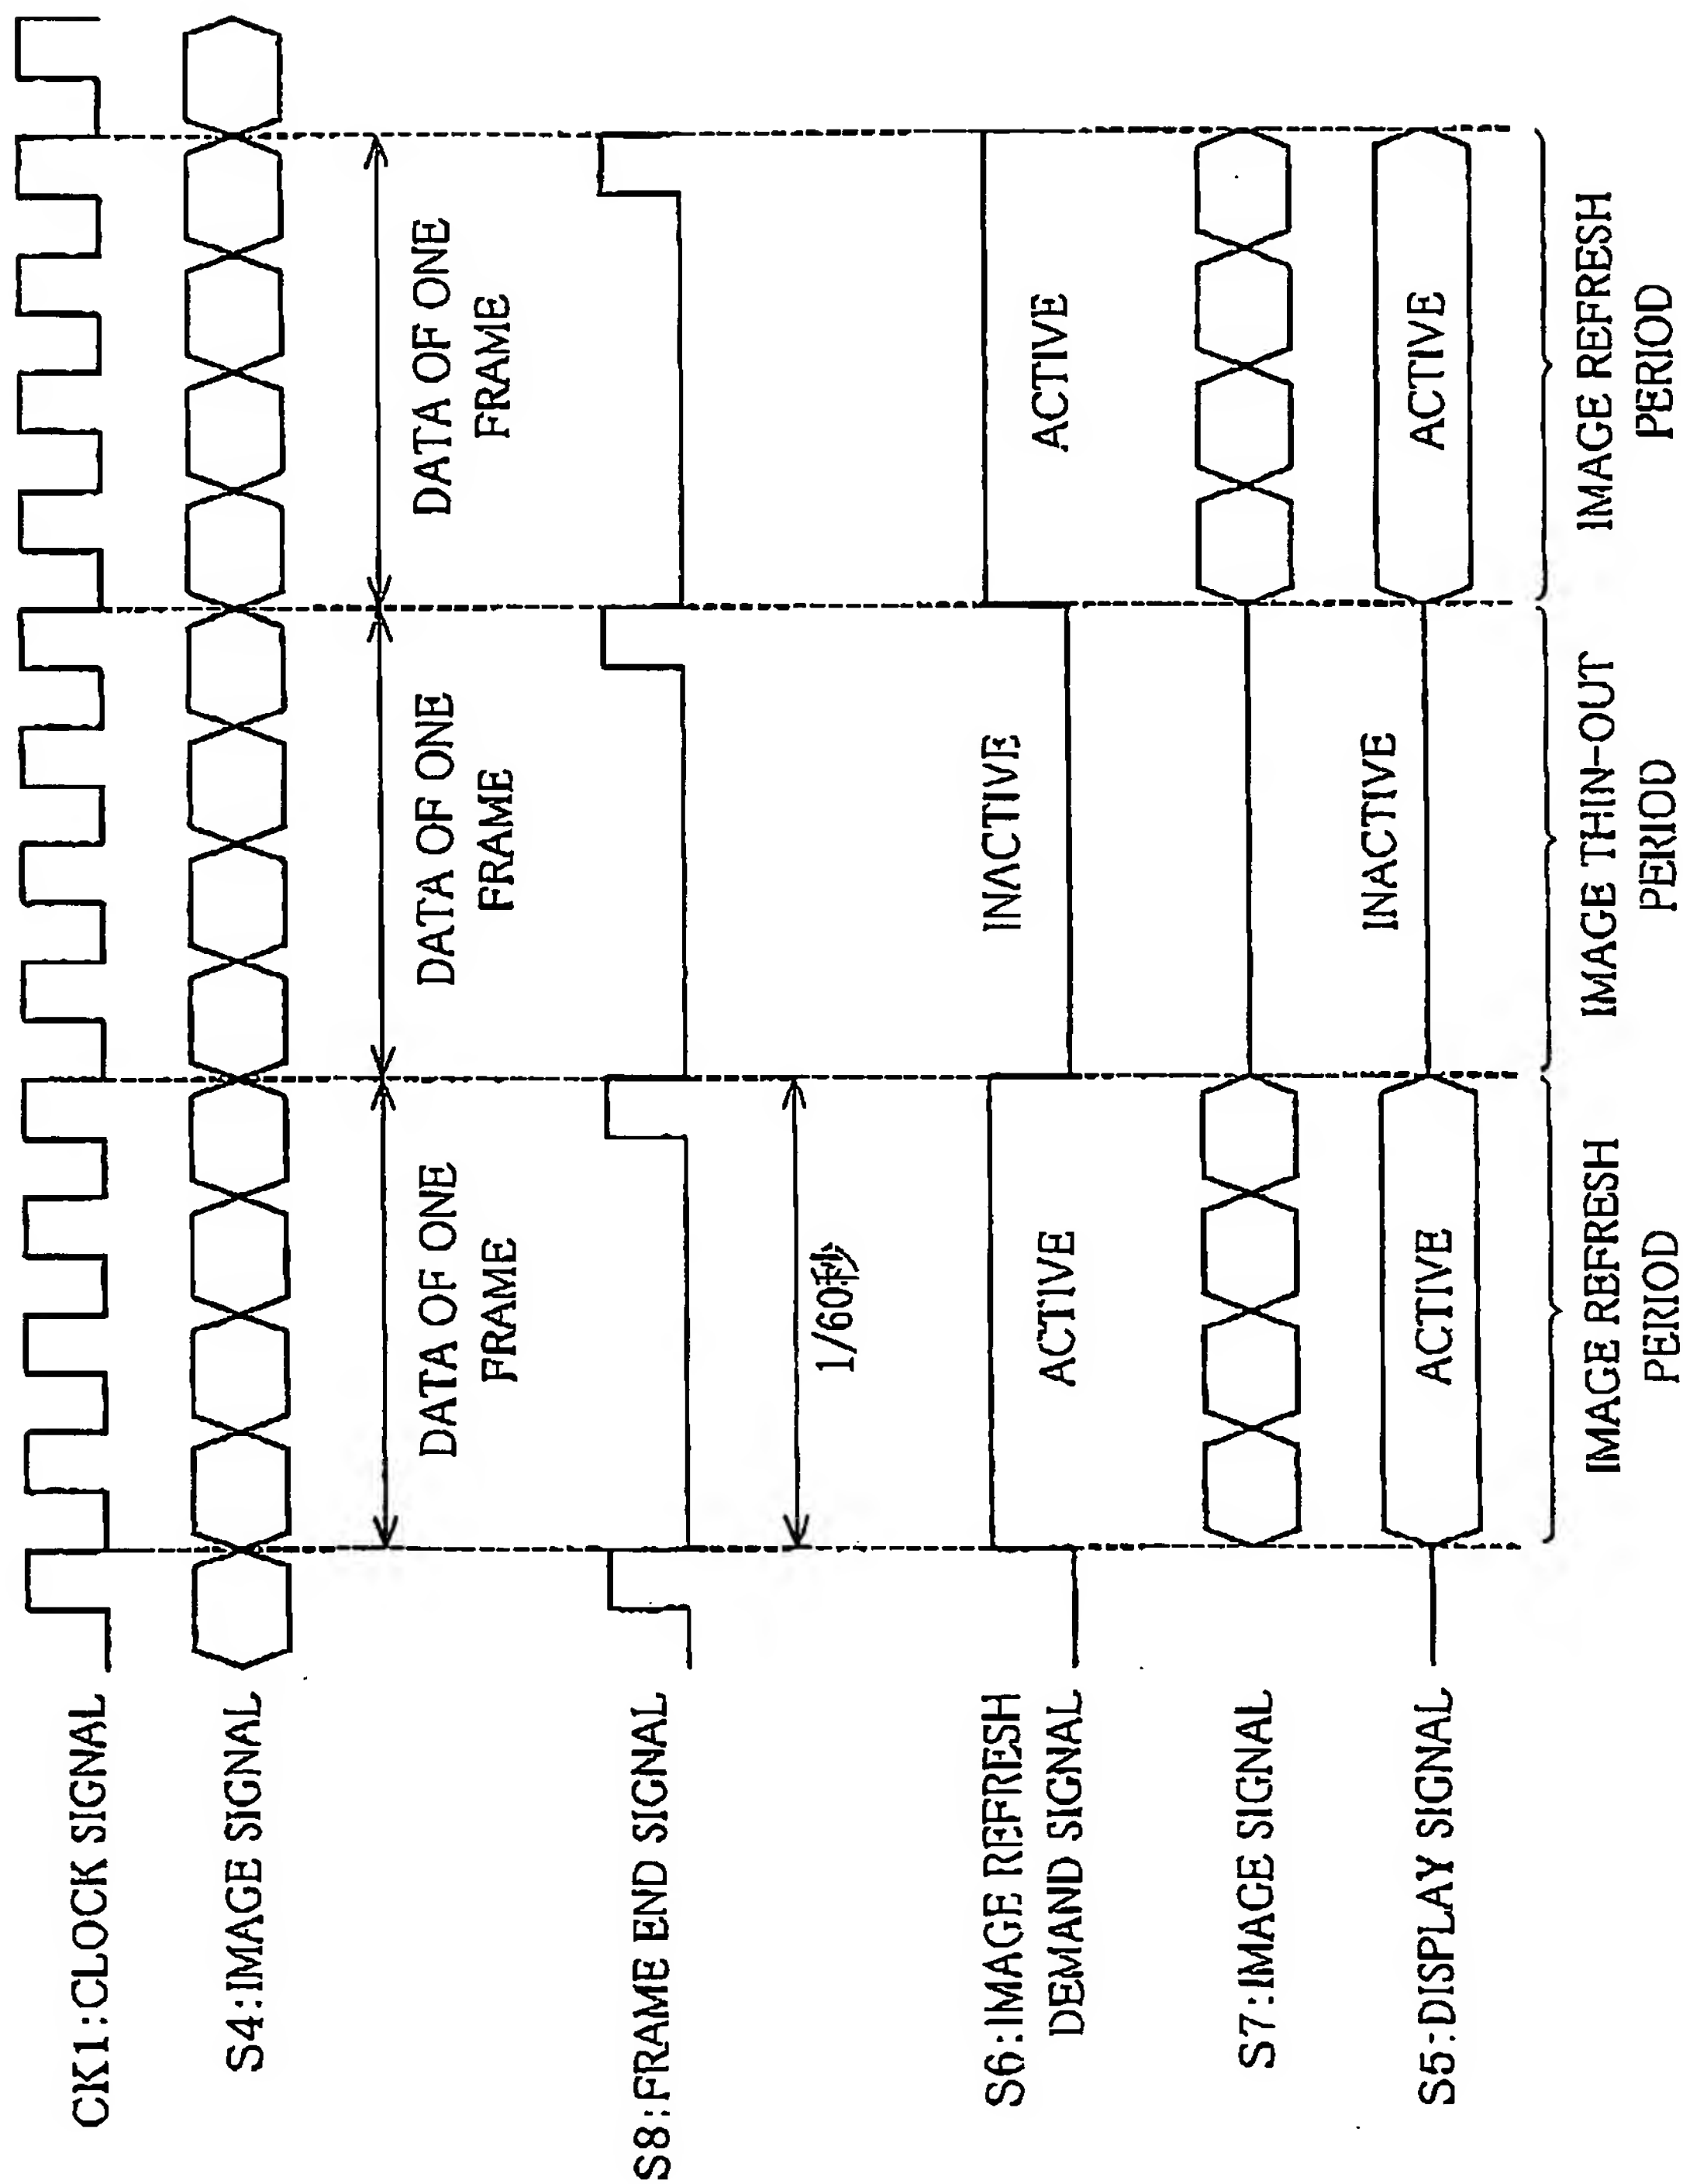 CK1:CLOCK SIGNAL
S4:IMAGE SIGNAL
DATA OF ONE
FRAME
DATA OF ONE
FRAME
DATA OF ONE
FRAME
S8:FRAME END SIGNAL
1/60秒
S6:IMAGE REFRESH
DEMAND SIGNAL
ACTIVE
INACTIVE
ACTIVE
S7:IMAGE SIGNAL
S5:DISPLAY SIGNAL
ACTIVE
INACTIVE
ACTIVE
IMAGE REFRESH
PERIOD
IMAGE THIN-OUT
PERIOD
IMAGE REFRESH
PERIOD